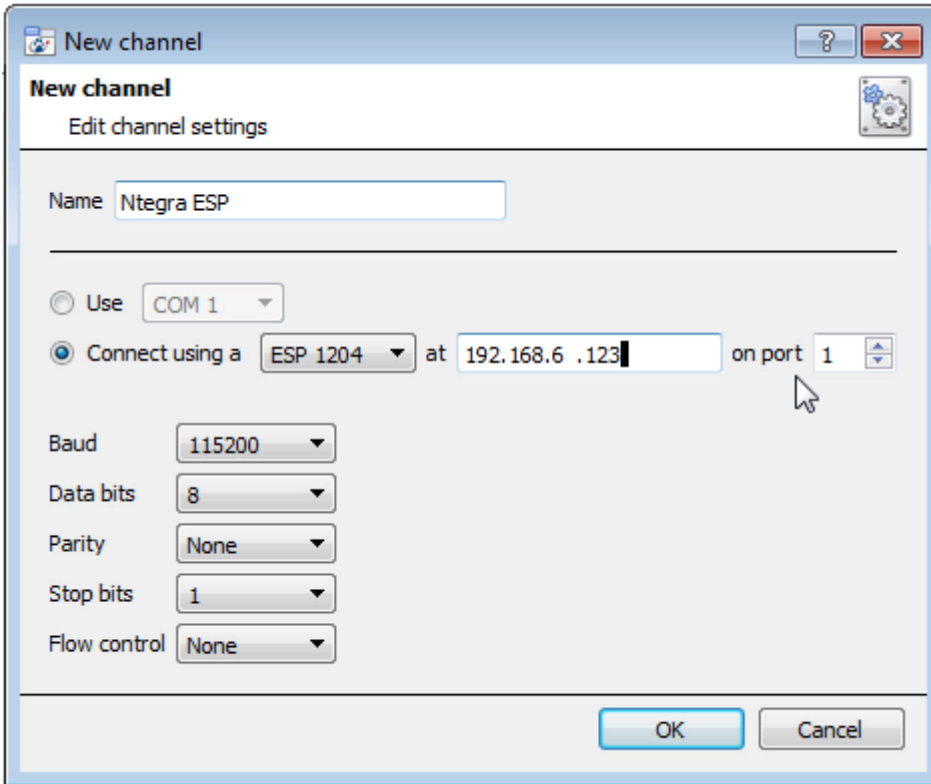 New channel
New channel
Edit channel settings
Name Ntegra ESP
Use COM 1
Connect using a ESP 1204 at 192.168.6 .123 on port 1
Baud 115200
Data bits 8
Parity None
Stop bits 1
Flow control None
OK Cancel